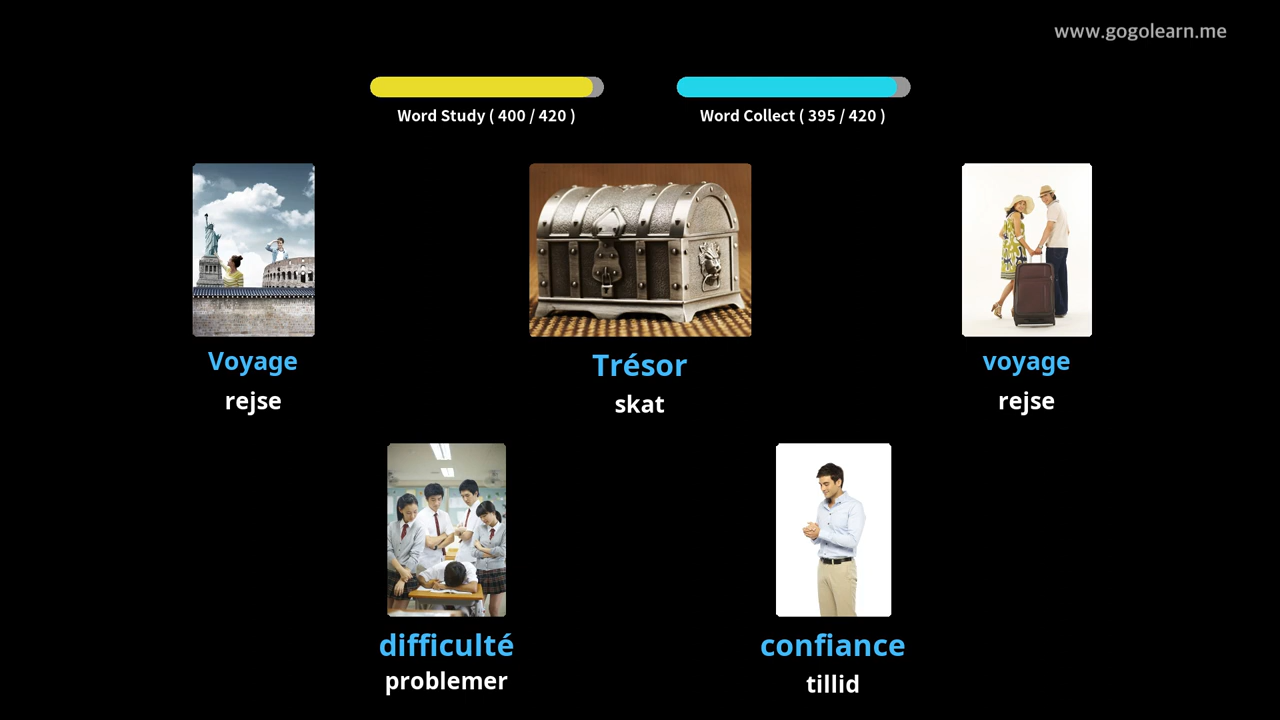 www.gogolearn.me
Word Study ( 400 / 420 )
Word Collect ( 395 / 420 )
Voyage
rejse
Trésor
skat
voyage
rejse
difficulté
problemer
confiance
tillid